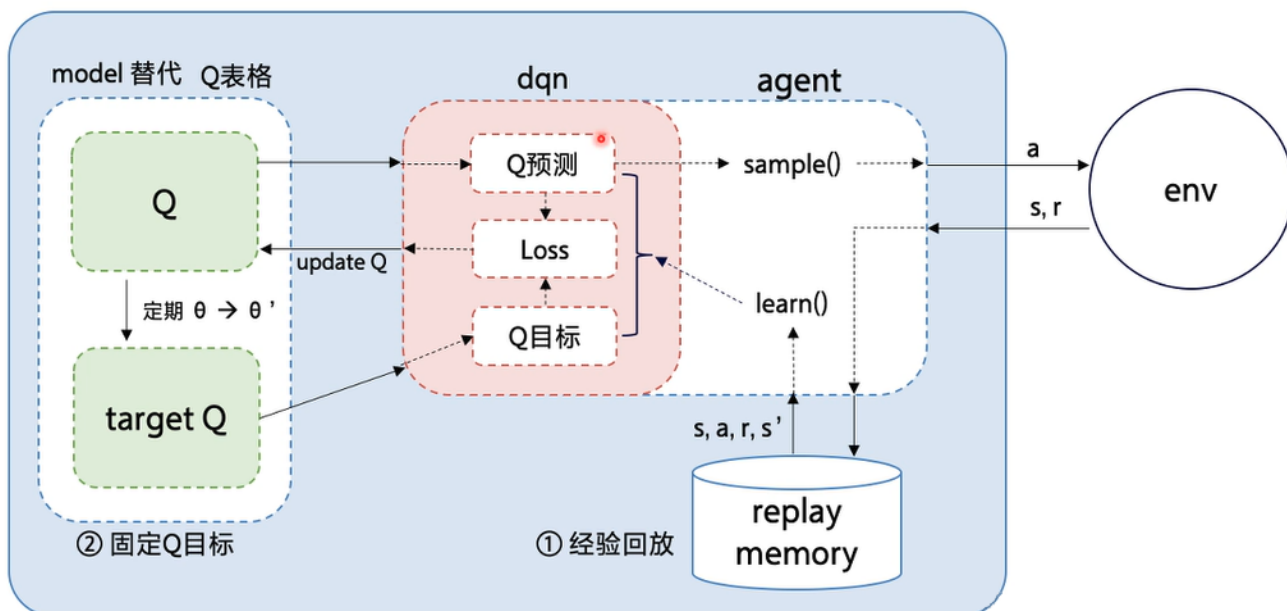 model 替代 Q表格
dqn
agent
Q
Q预测
sample()
a
env
s, r
Loss
update Q
learn()
定期 θ → θ '
Q目标
target Q
s, a, r, s '
replay
memory
② 固定Q目标
① 经验回放